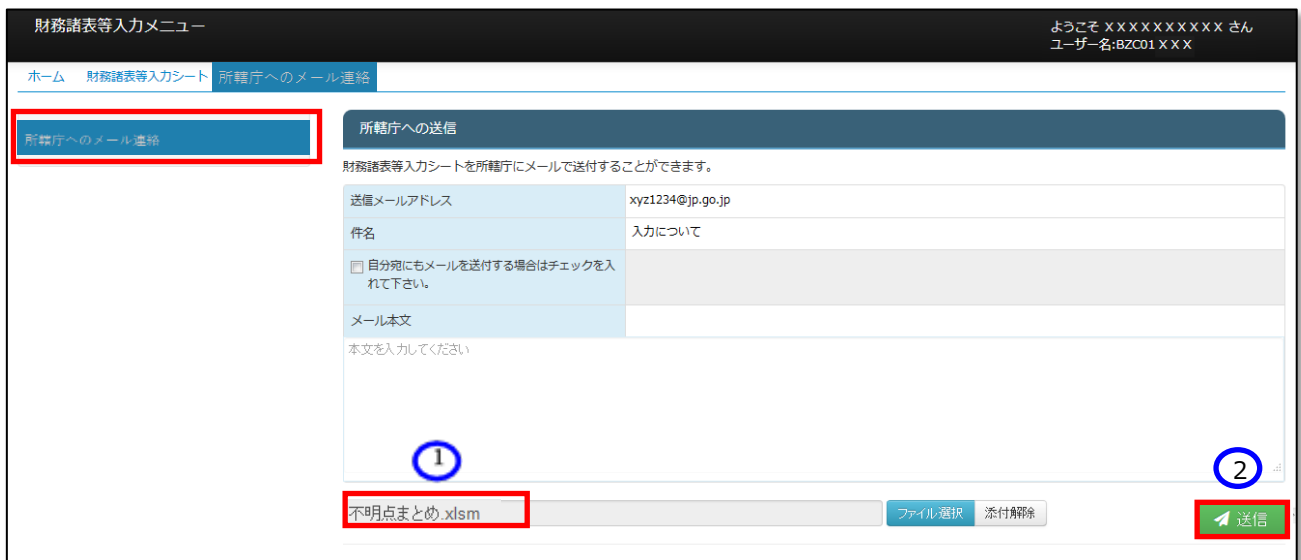 財務諸表等入力メニュー
ようこそ XXXXXXXXXX さん
ユーザー名:BZC01XXX
ホーム 財務諸表等入力シート 所轄庁へのメール連絡
所轄庁へのメール連絡
所轄庁への送信
財務諸表等入力シートを所轄庁にメールで送付することができます。
送信メールアドレス xyz1234@jp.go.jp
件名 入力について
自分宛にもメールを送付する場合はチェックを入
れて下さい。
メール本文
本文を入力してください
1
2
不明点まとめ.xlsm ファイル選択 添付解除 送信